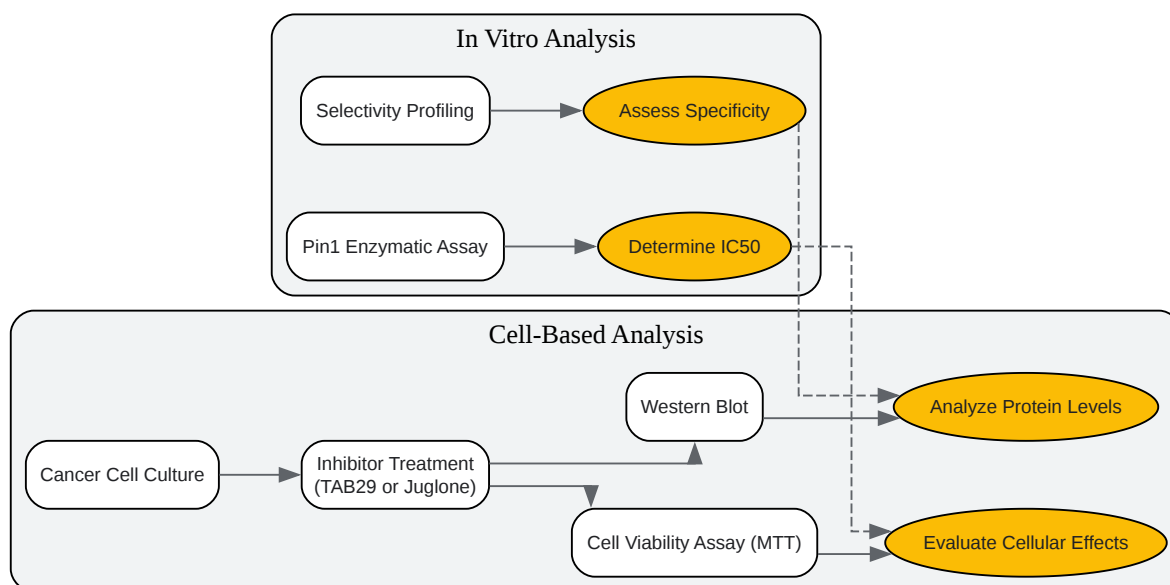 In Vitro Analysis
Selectivity Profiling
Assess Specificity
Pin1 Enzymatic Assay
Determine IC50
Cell-Based Analysis
Western Blot
Analyze Protein Levels
Cancer Cell Culture
Inhibitor Treatment
(TAB29 or Juglone)
Cell Viability Assay (MTT)
Evaluate Cellular Effects